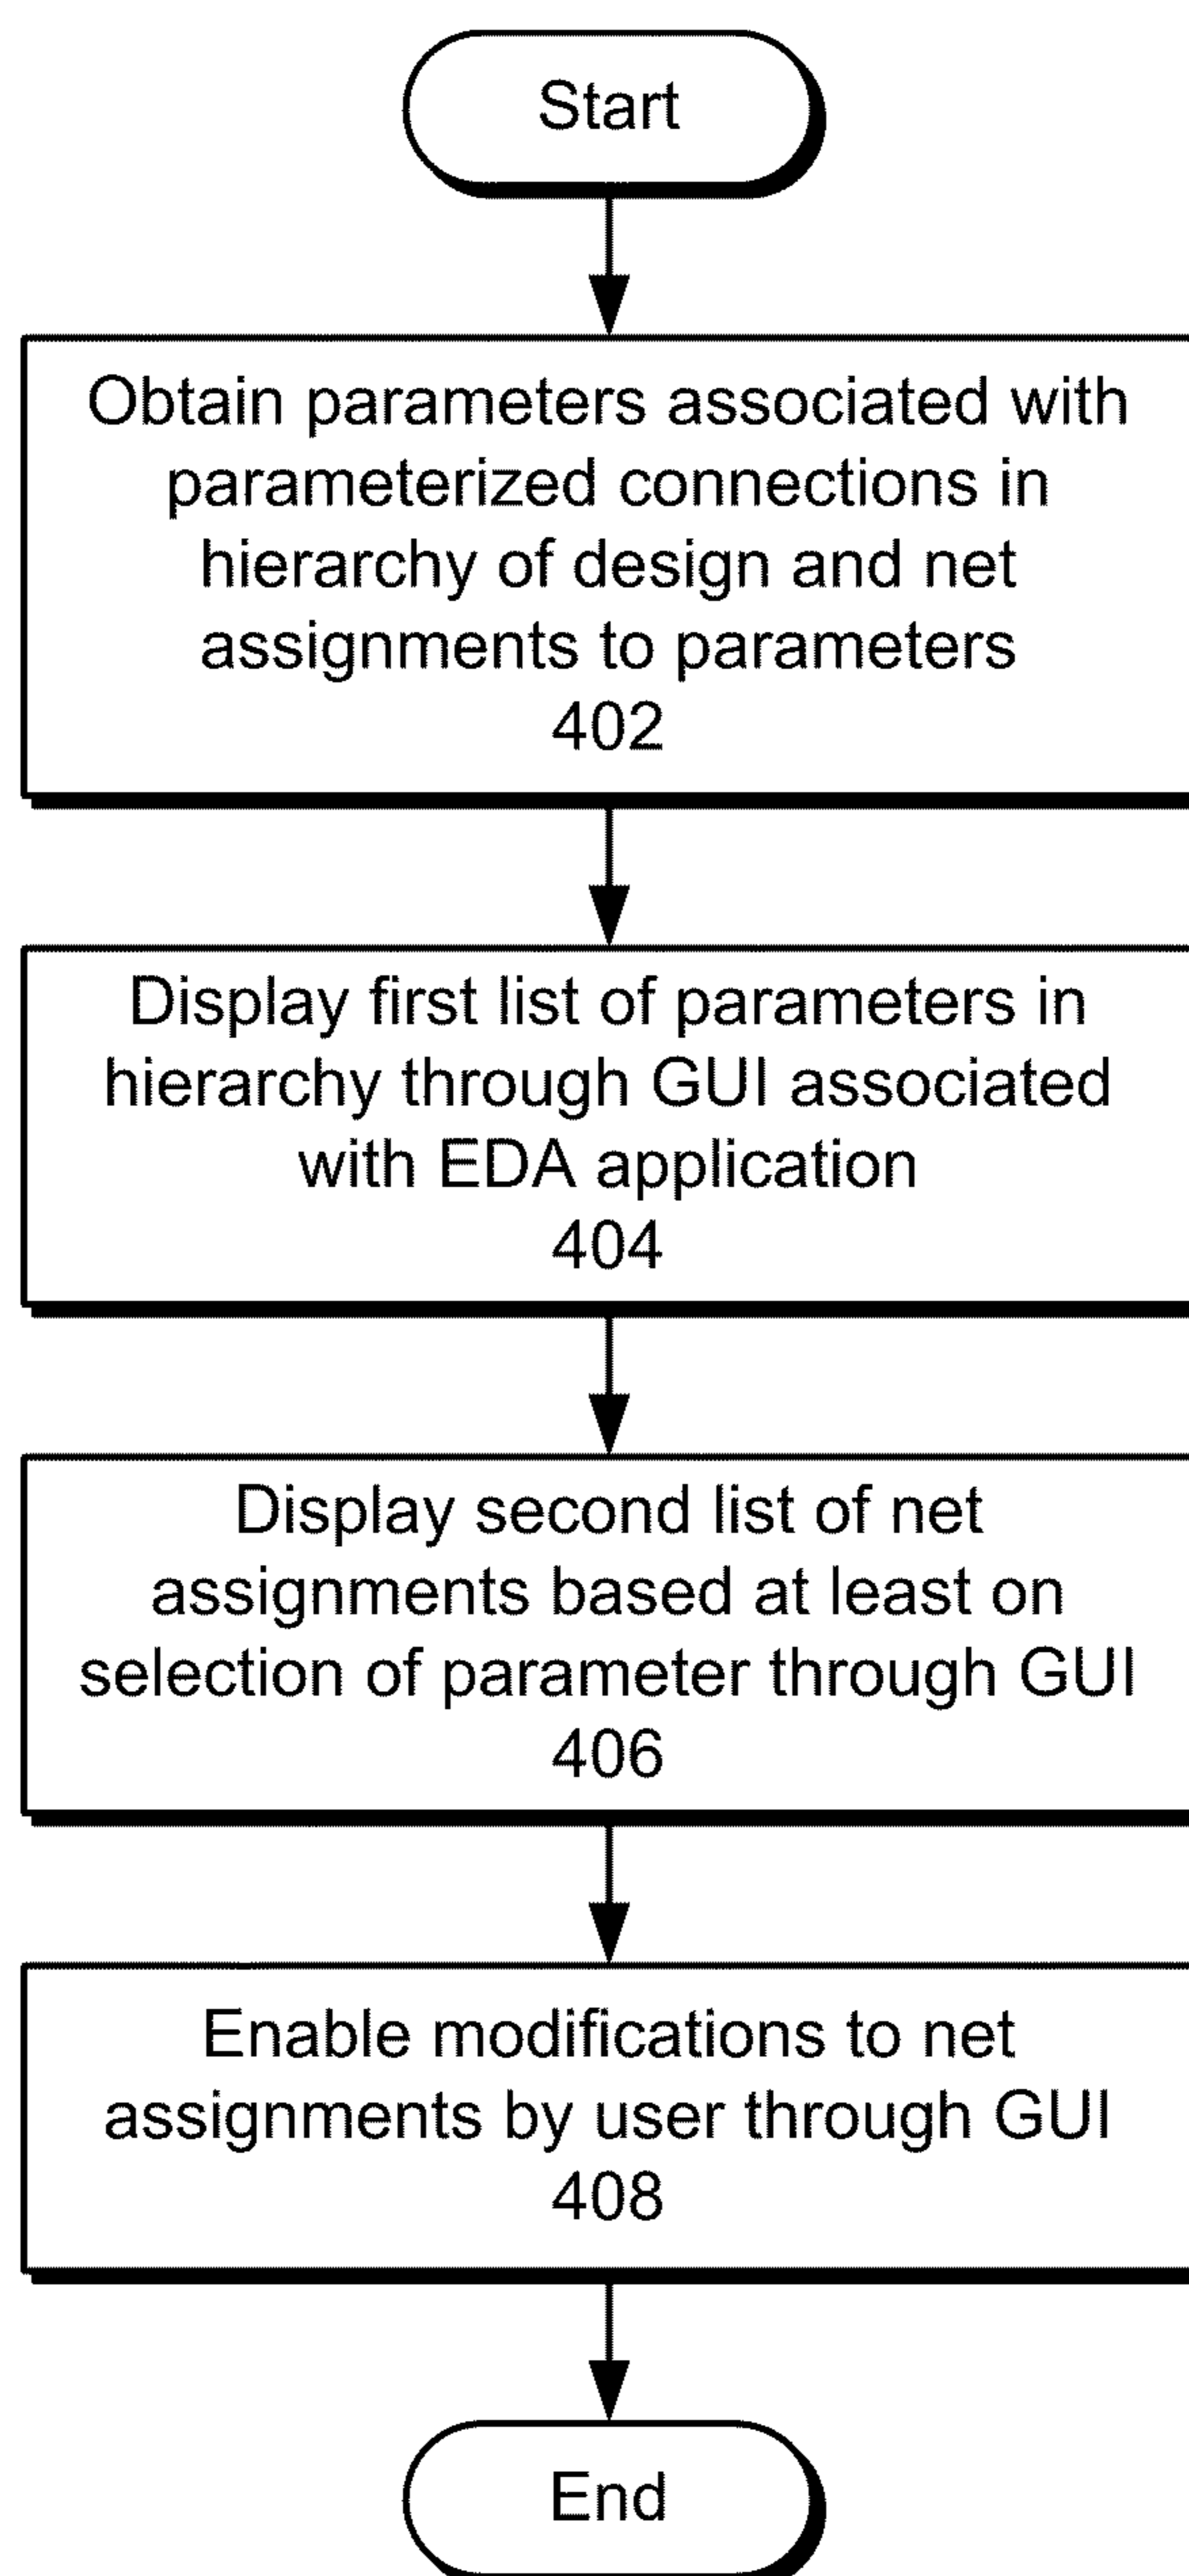 Start
Obtain parameters associated with
parameterized connections in
hierarchy of design and net
assignments to parameters
402
Display first list of parameters in
hierarchy through GUI associated
with EDA application
404
Display second list of net
assignments based at least on
selection of parameter through GUI
406
Enable modifications to net
assignments by user through GUI
408
End